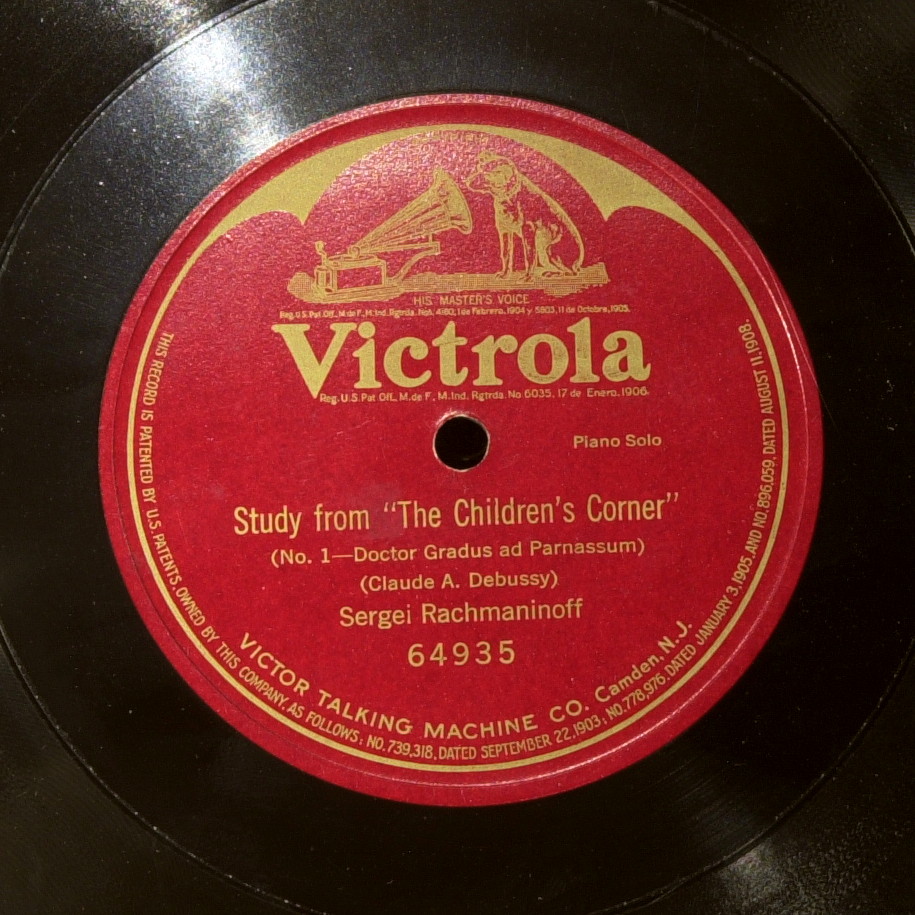 HIS MASTER'S VOICE
Reg. U.S. Pat. Off., M. de F., M. Ind. Rgtrda. Nos. 4180, 1 de Febrero, 1904 y 5803, 11 de Octubre, 1905.
Victrola
Reg. U.S. Pat. Off., M. de F., M. Ind. Rgtrda. No 6035, 17 de Enero, 1906.
Piano Solo
Study from "The Children's Corner"
(No. 1—Doctor Gradus ad Parnassum)
(Claude A. Debussy)
Sergei Rachmaninoff
64935
VICTOR TALKING MACHINE CO. Camden, N. J.
THIS RECORD IS PATENTED BY U.S. PATENTS, OWNED BY THIS COMPANY, AS FOLLOWS: NO. 739,318, DATED SEPTEMBER 22, 1903; NO. 778,976, DATED JANUARY 3, 1905, AND NO. 896,059, DATED AUGUST 11, 1908.